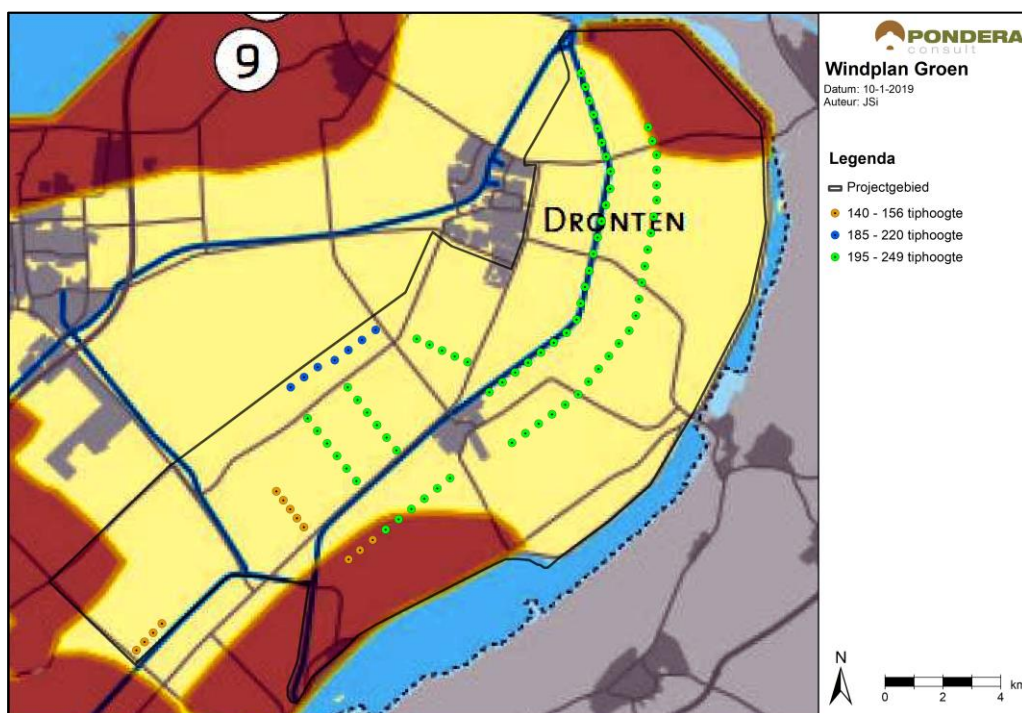 9
DRONTEN
PONDERA
consult
Windplan Groen
Datum: 10-1-2019
Auteur: JSi
Legenda
Projectgebied
140 - 156 tiphoogte
185 - 220 tiphoogte
195 - 249 tiphoogte
N
km
0 2 4